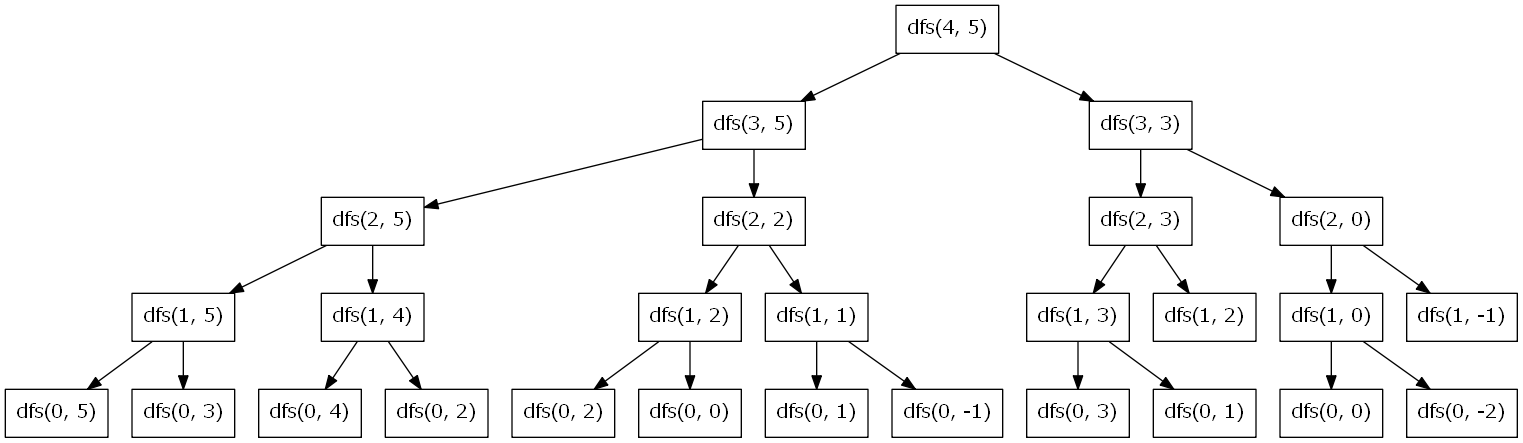 dfs(4, 5)
dfs(3, 5)
dfs(3, 3)
dfs(2, 5)
dfs(2, 2)
dfs(2, 3)
dfs(2, 0)
dfs(1, 5)
dfs(1, 4)
dfs(1, 2)
dfs(1, 1)
dfs(1, 3)
dfs(1, 2)
dfs(1, 0)
dfs(1, -1)
dfs(0, 5)
dfs(0, 3)
dfs(0, 4)
dfs(0, 2)
dfs(0, 2)
dfs(0, 0)
dfs(0, 1)
dfs(0, -1)
dfs(0, 3)
dfs(0, 1)
dfs(0, 0)
dfs(0, -2)